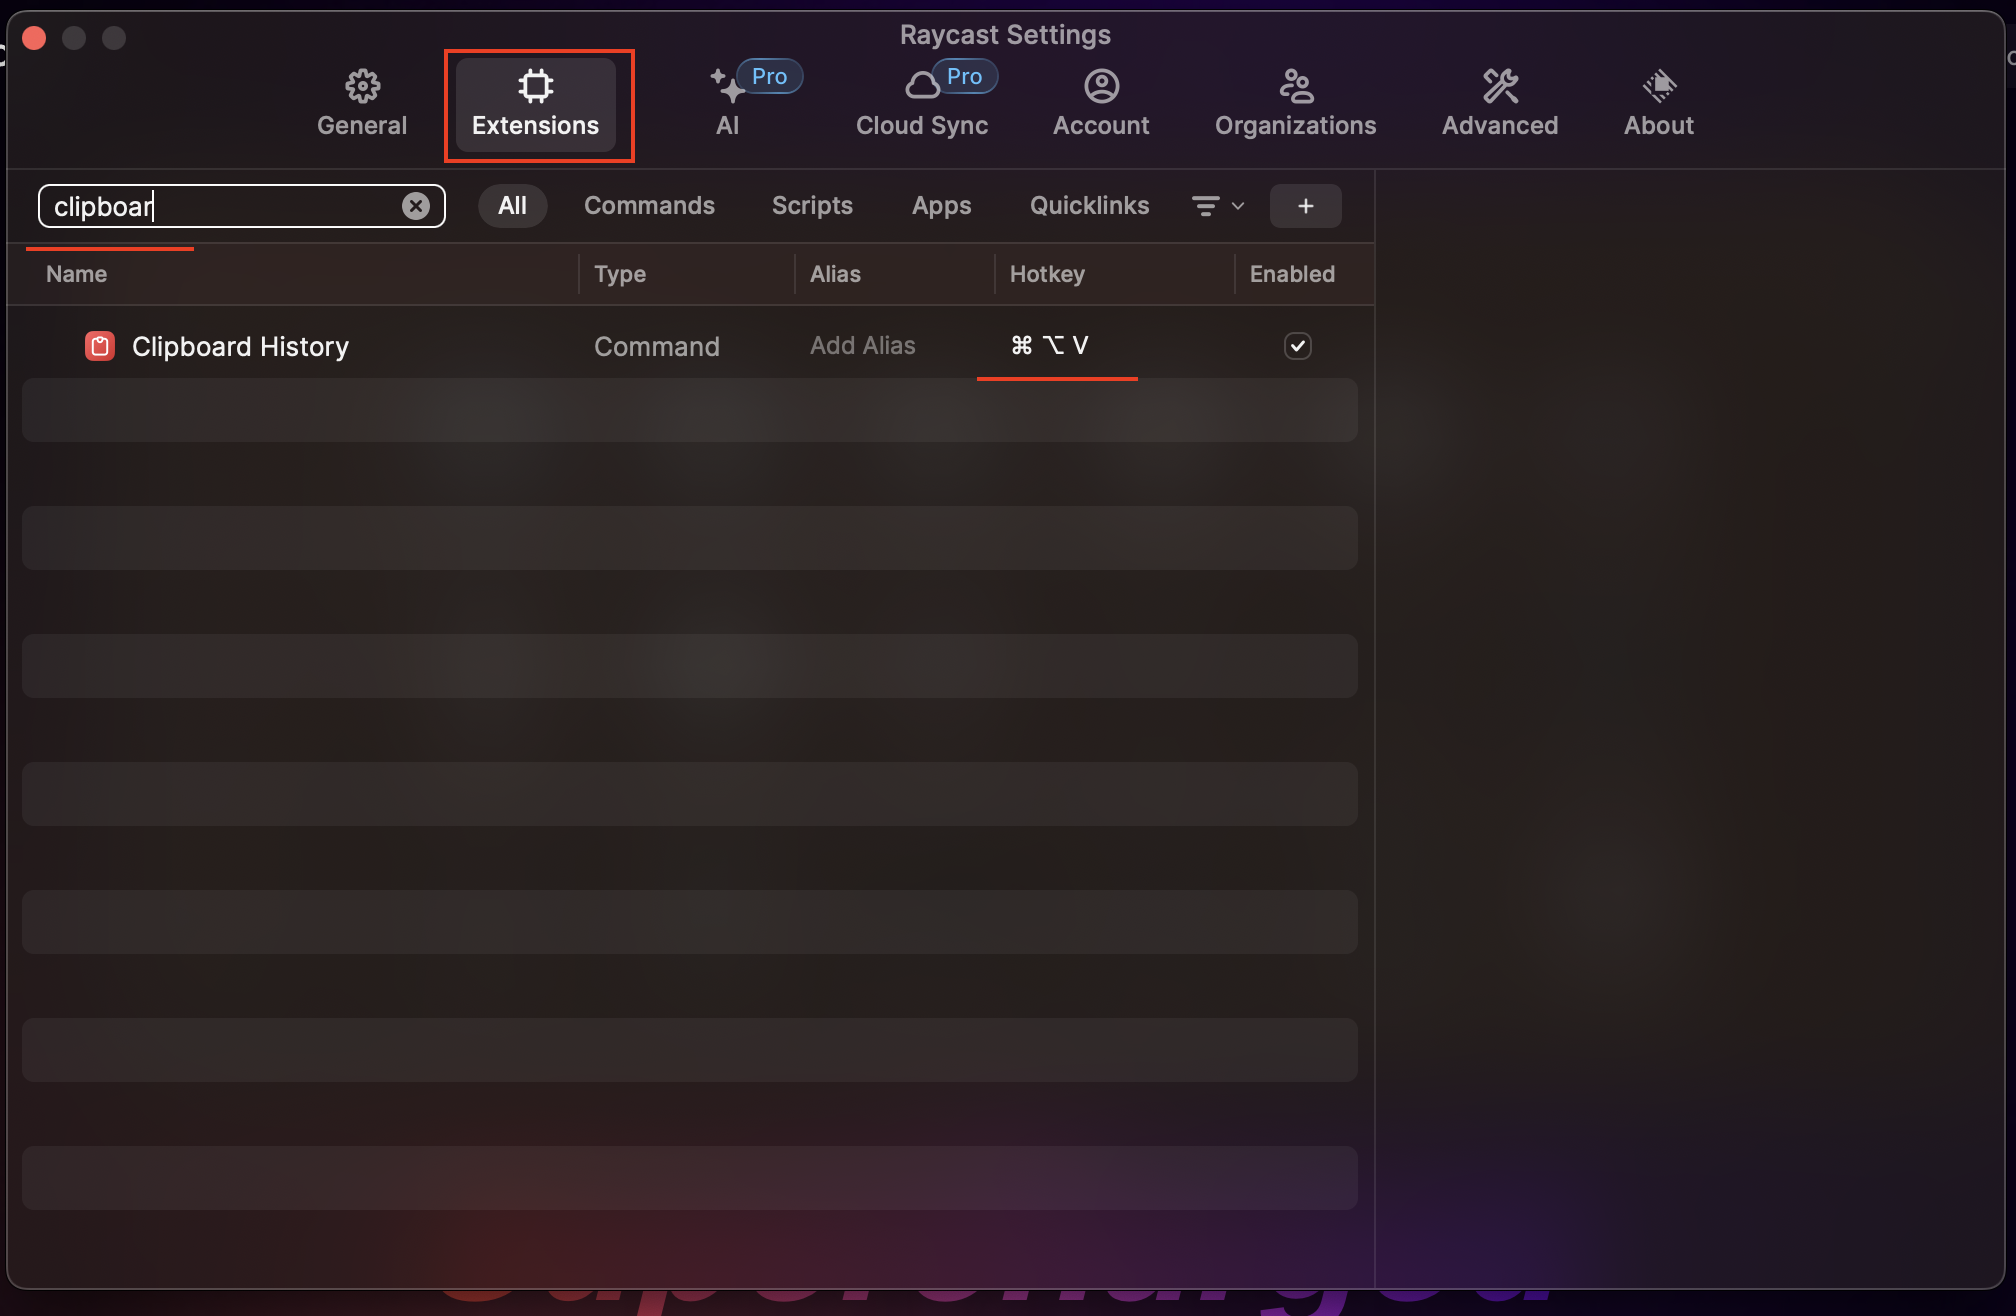 Raycast Settings
General
Extensions
Pro
AI
Pro
Cloud Sync
Account
Organizations
Advanced
About
clipboar
All
Commands
Scripts
Apps
Quicklinks
+
Name
Type
Alias
Hotkey
Enabled
Clipboard History
Command
Add Alias
⌘ ⌥ V